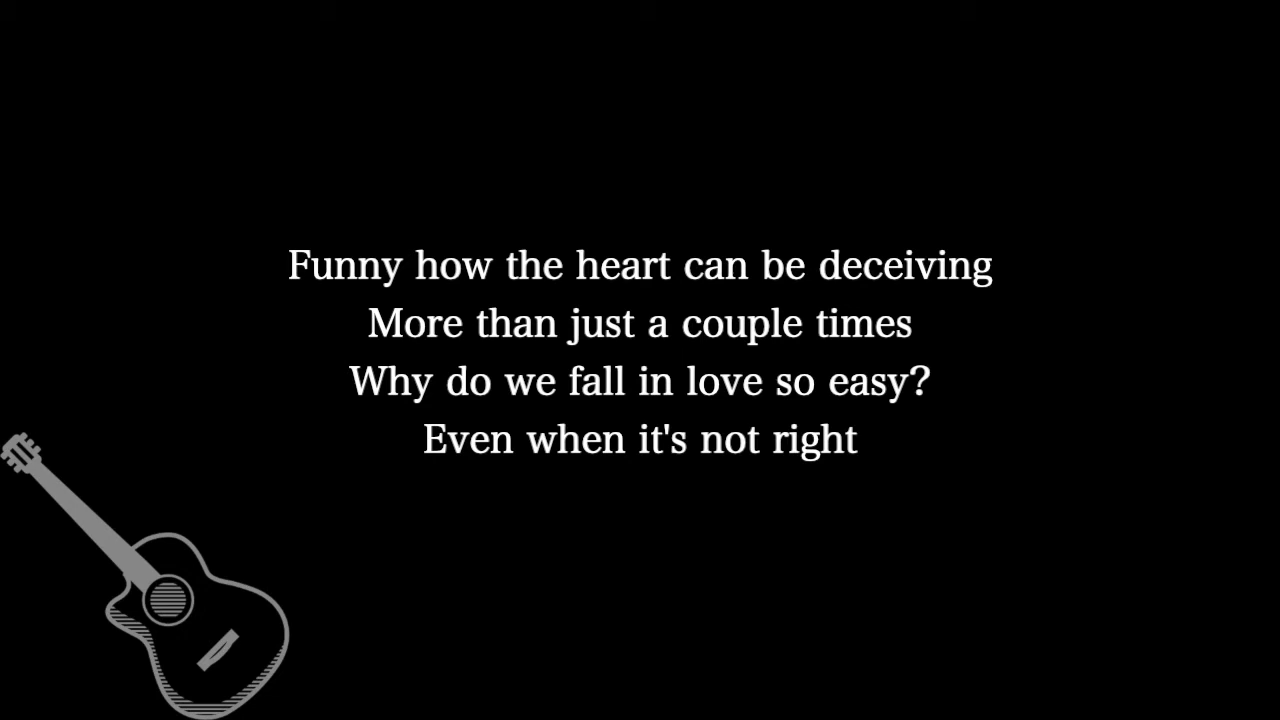 Funny how the heart can be deceiving
More than just a couple times
Why do we fall in love so easy?
Even when it's not right